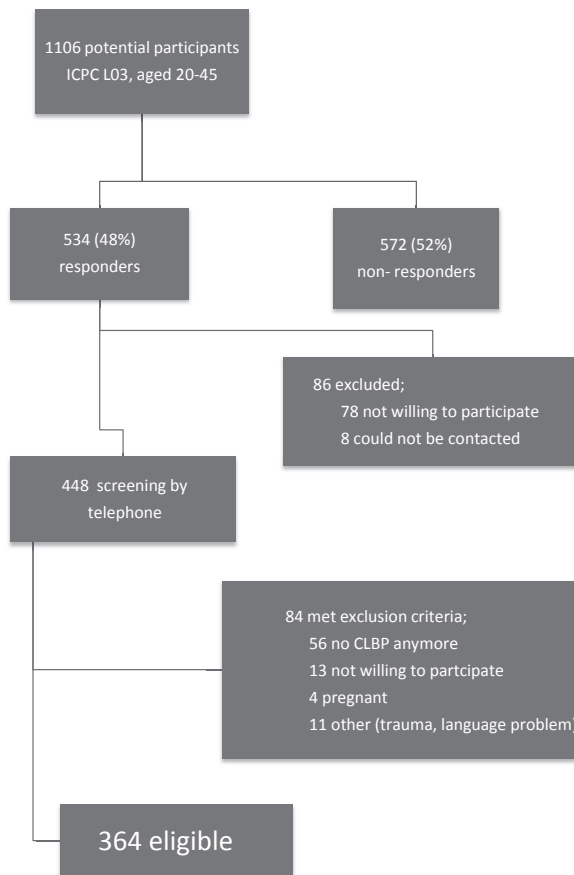 1106 potential participants
ICPC L03, aged 20-45
534 (48%)
responders
572 (52%)
non- responders
86 excluded;
78 not willing to participate
8 could not be contacted
448 screening by
telephone
84 met exclusion criteria;
56 no CLBP anymore
13 not willing to partcipate
4 pregnant
11 other (trauma, language problem)
364 eligible